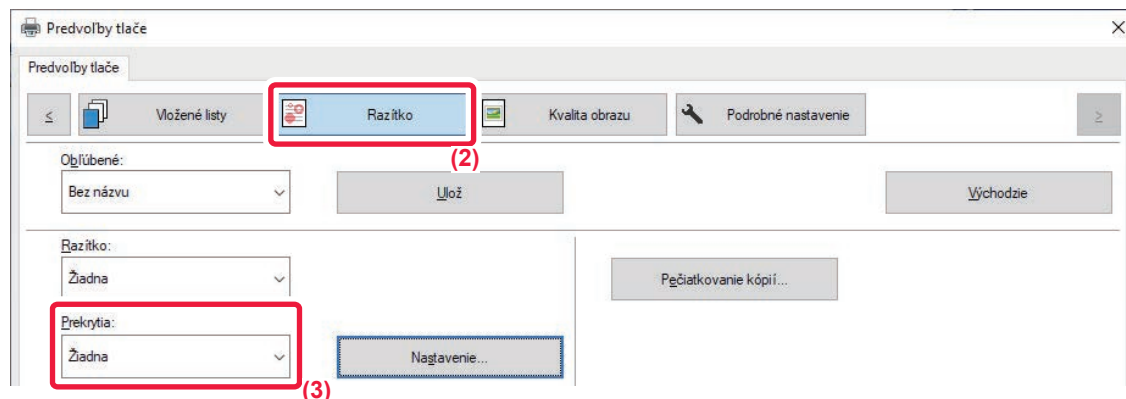 Predvoľby tlače
Predvoľby tlače
≤ Vložené listy Razítko Kvalita obrazu Podrobné nastavenie ≥
(2)
Obľúbené:
Bez názvu Ulož Východzie
Razítko:
Žiadna Pečiatkovanie kópií...
Prekrytia:
Žiadna Nastavenie...
(3)